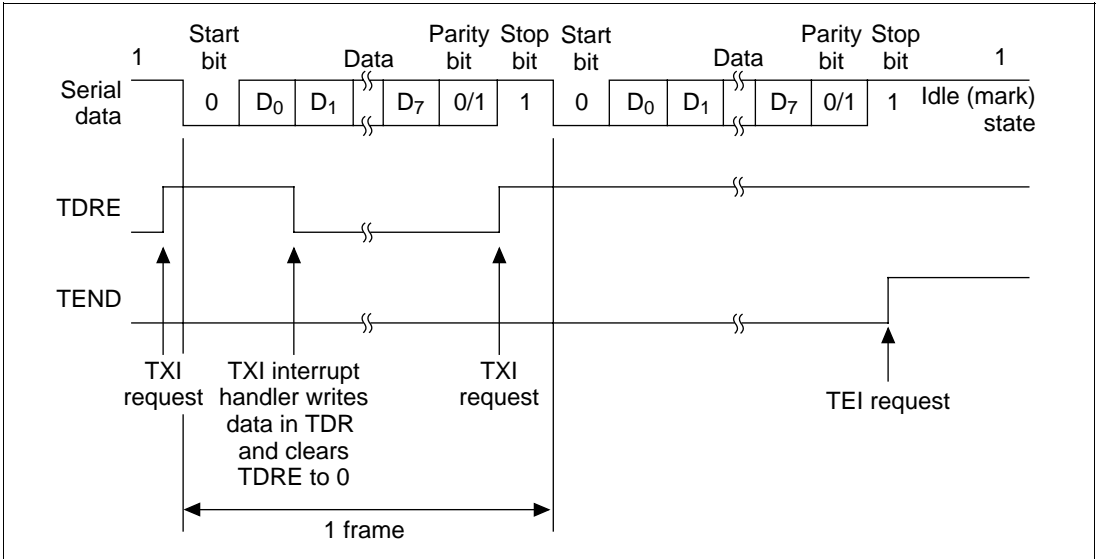 1 Start bit Data Parity bit Stop bit Start bit Data Parity bit Stop bit 1
Serial data 0 D0 D1 D7 0/1 1 0 D0 D1 D7 0/1 1 Idle (mark) state
TDRE
TEND
TXI request
TXI interrupt handler writes data in TDR and clears TDRE to 0
TXI request
TEI request
1 frame